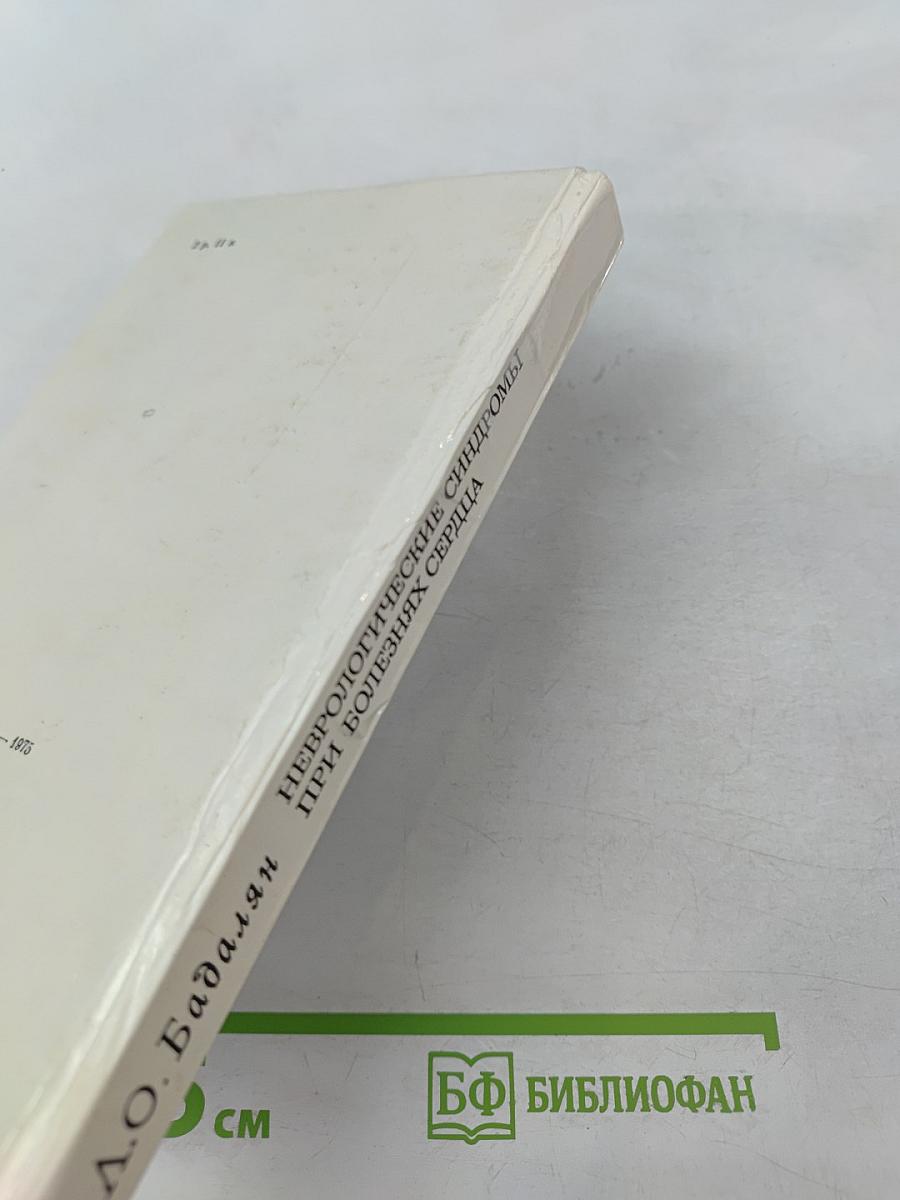 — 1975
Л.О. Бадалян
НЕВРОЛОГИЧЕСКИЕ СИНДРОМЫ
ПРИ БОЛЕЗНЯХ СЕРДЦА
см
БФ БИБЛИОФАН